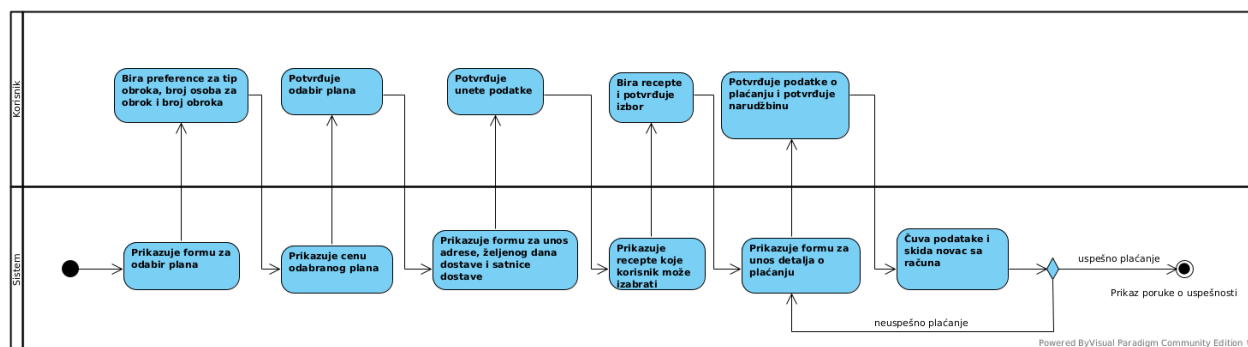 Korisnik
Bira preference za tip
obroka, broj osoba za
obrok i broj obroka
Potvrđuje
odabir plana
Potvrđuje
unete podatke
Bira recepte
i potvrđuje
izbor
Potvrđuje podatke o
plaćanju i potvrđuje
narudžbinu
Sistem
Prikazuje formu za
odabir plana
Prikazuje cenu
odabranog plana
Prikazuje formu za unos
adrese, željenog dana
dostave i satnice
dostave
Prikazuje
recepte koje
korisnik može
izabrati
Prikazuje formu za
unos detalja o
plaćanju
Čuva podatake i
skida novac sa
računa
uspešno plaćanje
Prikaz poruke o uspešnosti
neuspešno plaćanje
Powered ByVisual Paradigm Community Edition